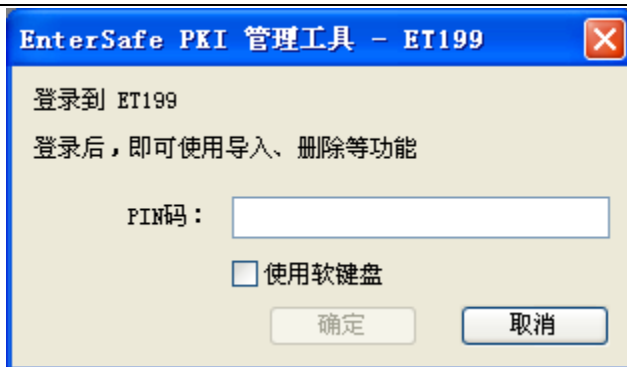 EnterSafe PKI 管理工具 - ET199
登录到 ET199
登录后，即可使用导入、删除等功能
PIN码：
使用软键盘
确定 取消